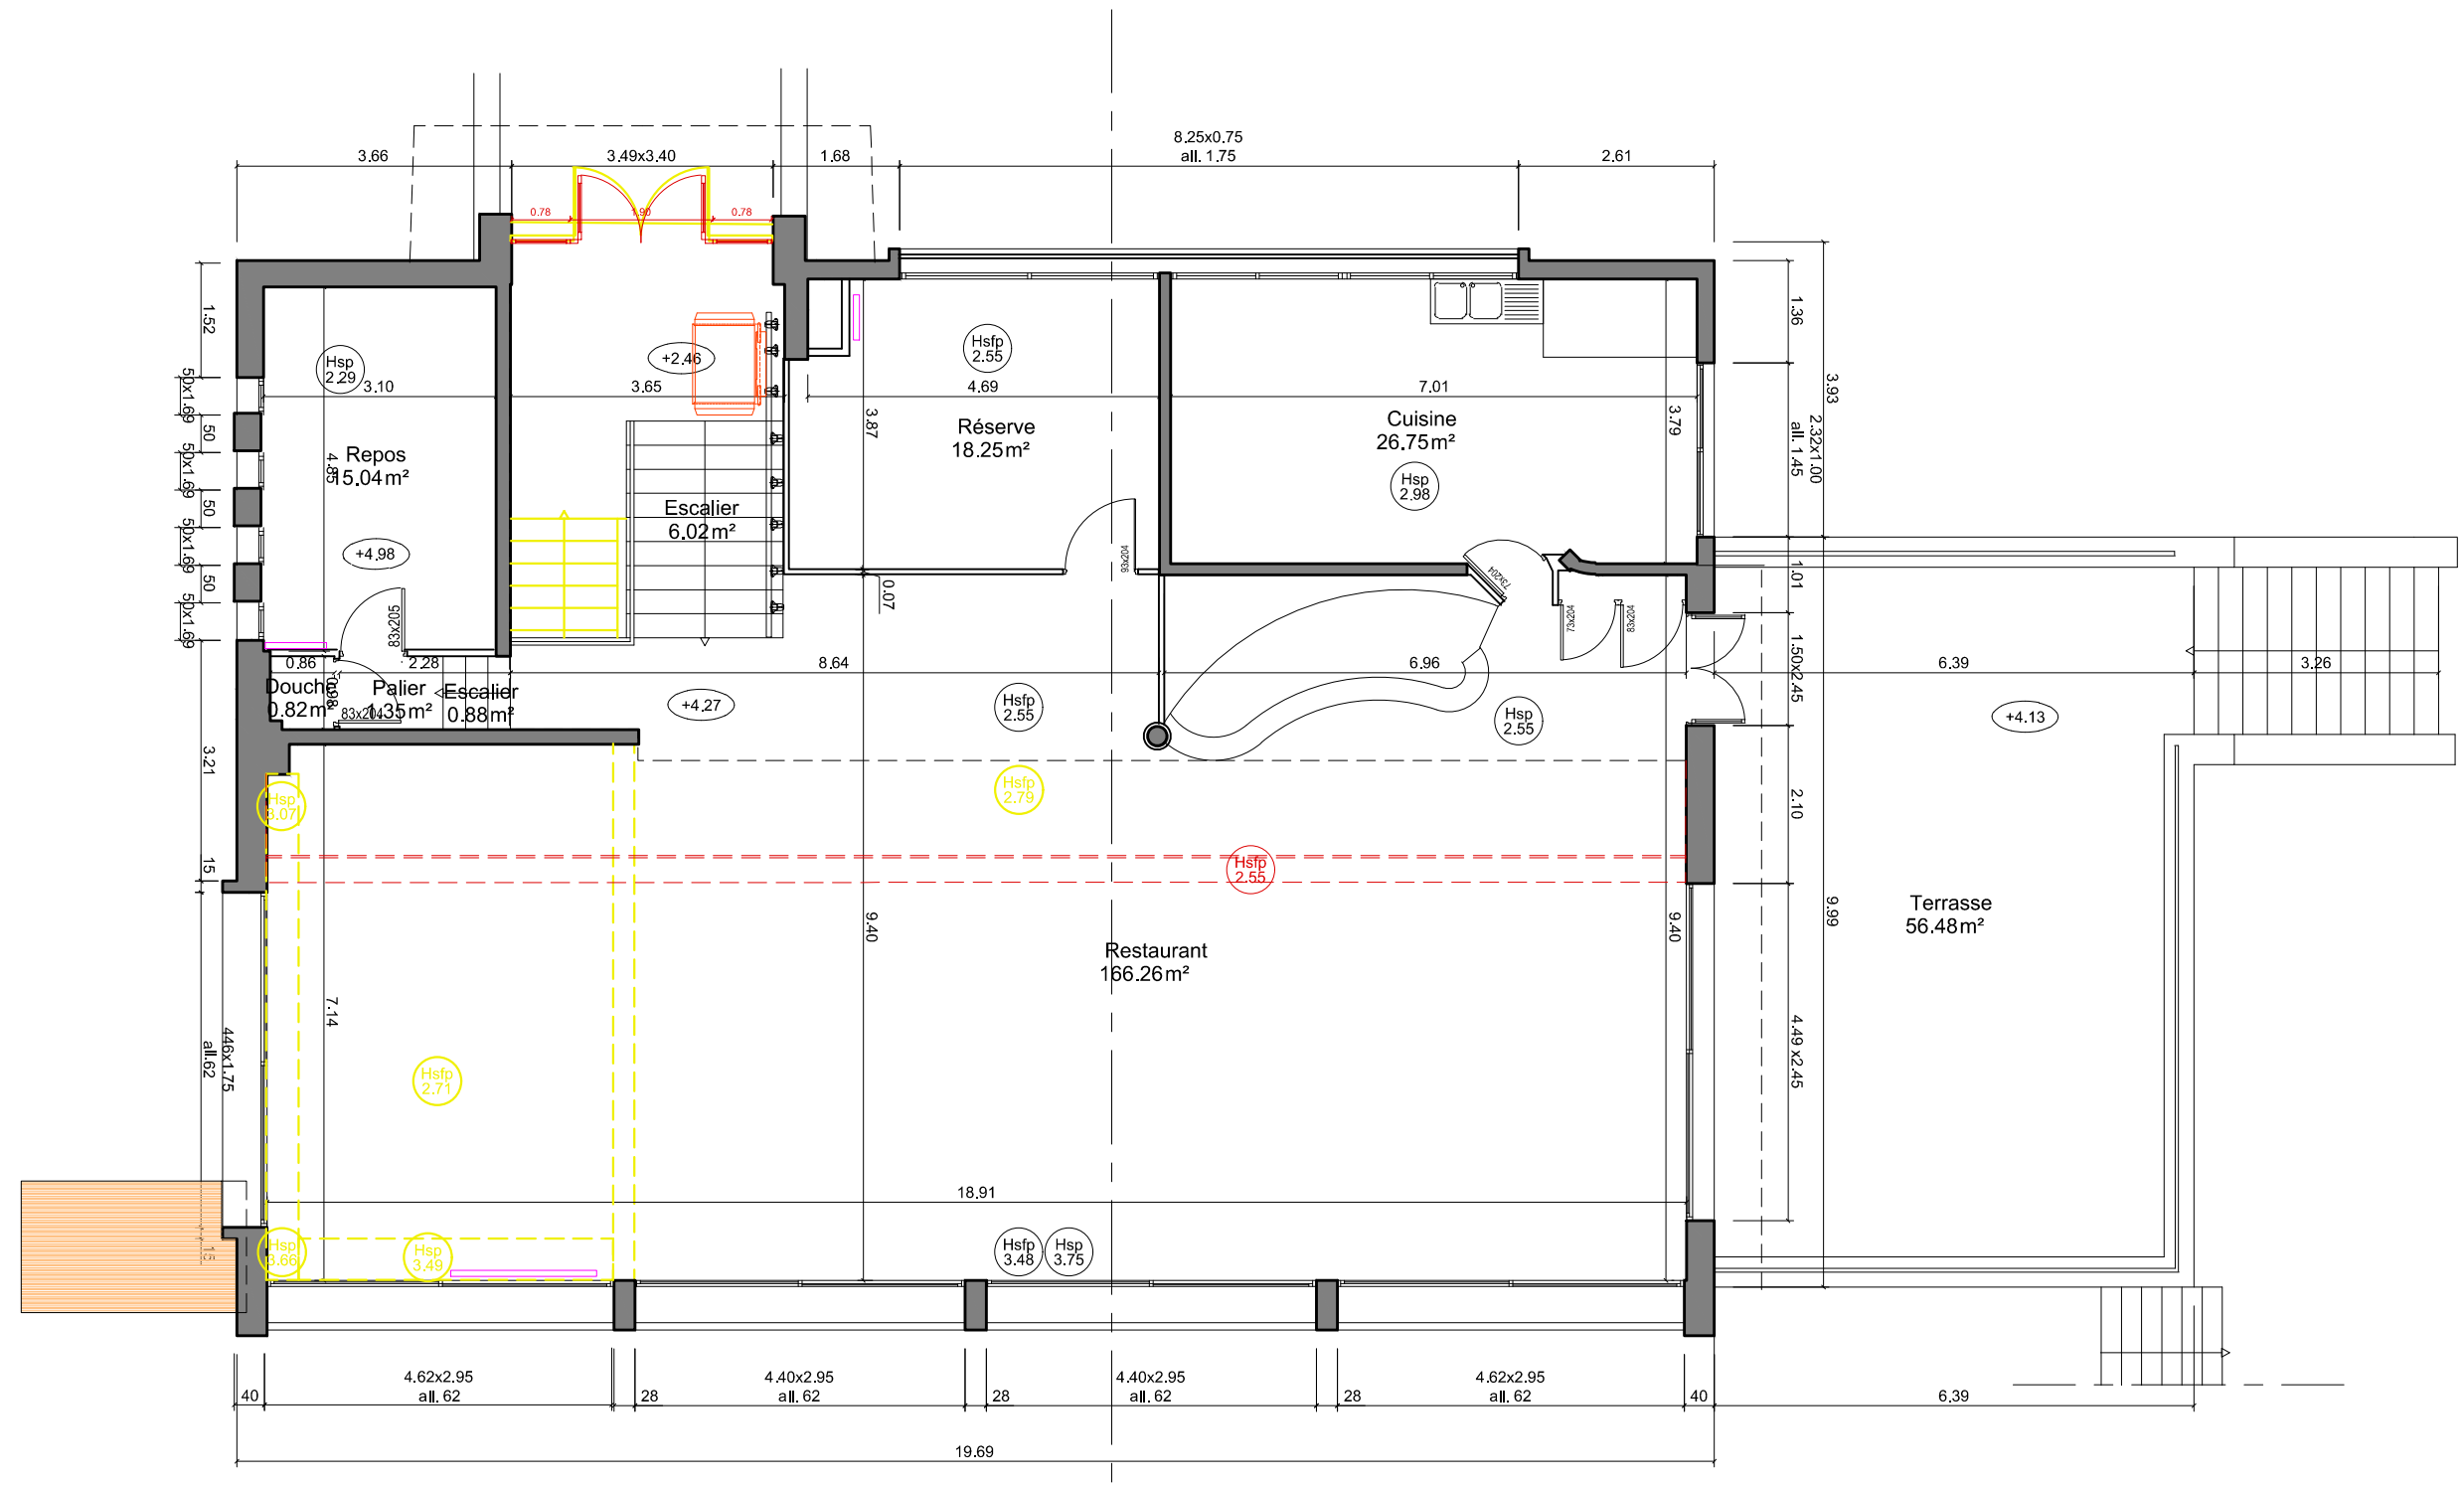 8.25x0.75
all. 1.75
3.66
3.49x3.40
1.68
2.61
0.78
1.90
0.78
1.52
50x1.69
50
50x1.69
50
50x1.69
50
50x1.69
3.21
15
446x1.75
all.62
15
Hsp
2.29
3.10
4.85
Repos
15.04m²
+4.98
83x205
+2.46
3.65
Escalier
6.02m²
Hsfp
2.55
4.69
3.87
Réserve
18.25m²
93x204
0.07
7.01
Cuisine
26.75m²
Hsp
2.98
3.79
73x204
73x204
83x204
1.36
2.32x1.00
all. 1.45
3.93
1.01
1.50x2.45
2.10
4.49 x2.45
9.99
0.86
2.28
Douche
0.82m²
0.98
Palier
1.35m²
83x204
Escalier
0.88m²
8.64
6.96
6.39
3.26
+4.27
Hsfp
2.55
Hsp
2.55
+4.13
Hsp
3.07
Hsfp
2.79
Hsfp
2.55
Terrasse
56.48m²
9.40
9.40
Restaurant
166.26m²
7.14
Hsfp
2.71
18.91
Hsp
3.66
Hsp
3.49
Hsfp
3.48
Hsp
3.75
40
4.62x2.95
all. 62
28
4.40x2.95
all. 62
28
4.40x2.95
all. 62
28
4.62x2.95
all. 62
40
6.39
19.69